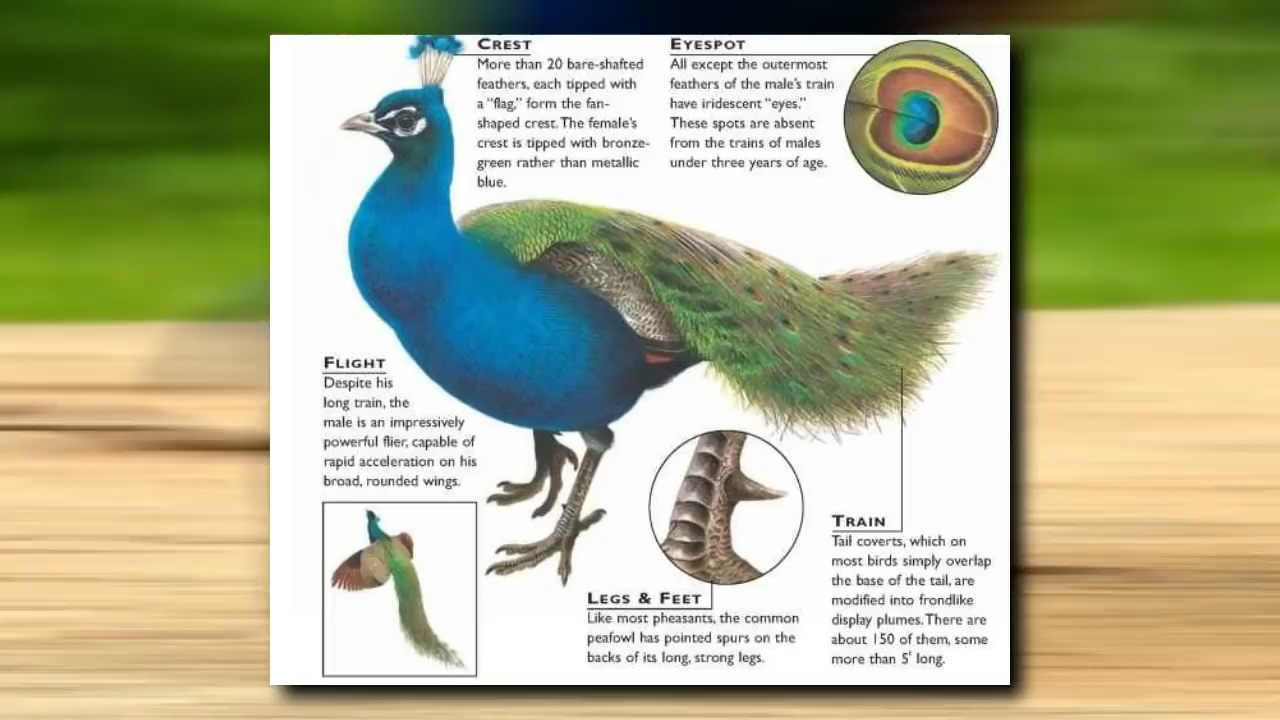 CREST
More than 20 bare-shafted
feathers, each tipped with
a "flag," form the fan-
shaped crest. The female's
crest is tipped with bronze-
green rather than metallic
blue.
EYESPOT
All except the outermost
feathers of the male's train
have iridescent "eyes."
These spots are absent
from the trains of males
under three years of age.
FLIGHT
Despite his
long train, the
male is an impressively
powerful flier, capable of
rapid acceleration on his
broad, rounded wings.
LEGS & FEET
Like most pheasants, the common
peafowl has pointed spurs on the
backs of its long, strong legs.
TRAIN
Tail coverts, which on
most birds simply overlap
the base of the tail, are
modified into frondlike
display plumes. There are
about 150 of them, some
more than 5' long.